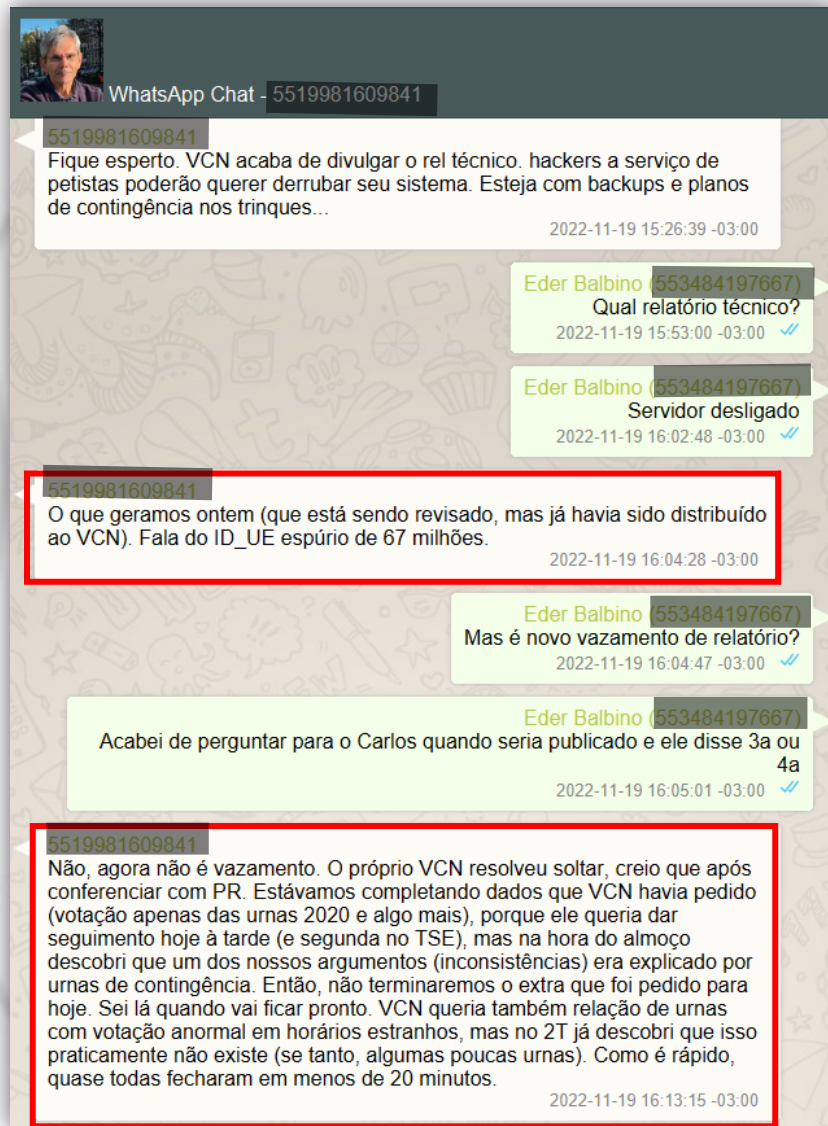 WhatsApp Chat -
Fique esperto. VCN acaba de divulgar o rel técnico. hackers a serviço de
petistas poderão querer derrubar seu sistema. Esteja com backups e planos
de contingência nos trinques...
2022-11-19 15:26:39 -03:00
Eder Balbino
Qual relatório técnico?
2022-11-19 15:53:00 -03:00
Eder Balbino
Servidor desligado
2022-11-19 16:02:48 -03:00
O que geramos ontem (que está sendo revisado, mas já havia sido distribuído
ao VCN). Fala do ID_UE espúrio de 67 milhões.
2022-11-19 16:04:28 -03:00
Eder Balbino
Mas é novo vazamento de relatório?
2022-11-19 16:04:47 -03:00
Eder Balbino
Acabei de perguntar para o Carlos quando seria publicado e ele disse 3a ou
4a
2022-11-19 16:05:01 -03:00
Não, agora não é vazamento. O próprio VCN resolveu soltar, creio que após
conferenciar com PR. Estávamos completando dados que VCN havia pedido
(votação apenas das urnas 2020 e algo mais), porque ele queria dar
seguimento hoje à tarde (e segunda no TSE), mas na hora do almoço
descobri que um dos nossos argumentos (inconsistências) era explicado por
urnas de contingência. Então, não terminaremos o extra que foi pedido para
hoje. Sei lá quando vai ficar pronto. VCN queria também relação de urnas
com votação anormal em horários estranhos, mas no 2T já descobri que isso
praticamente não existe (se tanto, algumas poucas urnas). Como é rápido,
quase todas fecharam em menos de 20 minutos.
2022-11-19 16:13:15 -03:00